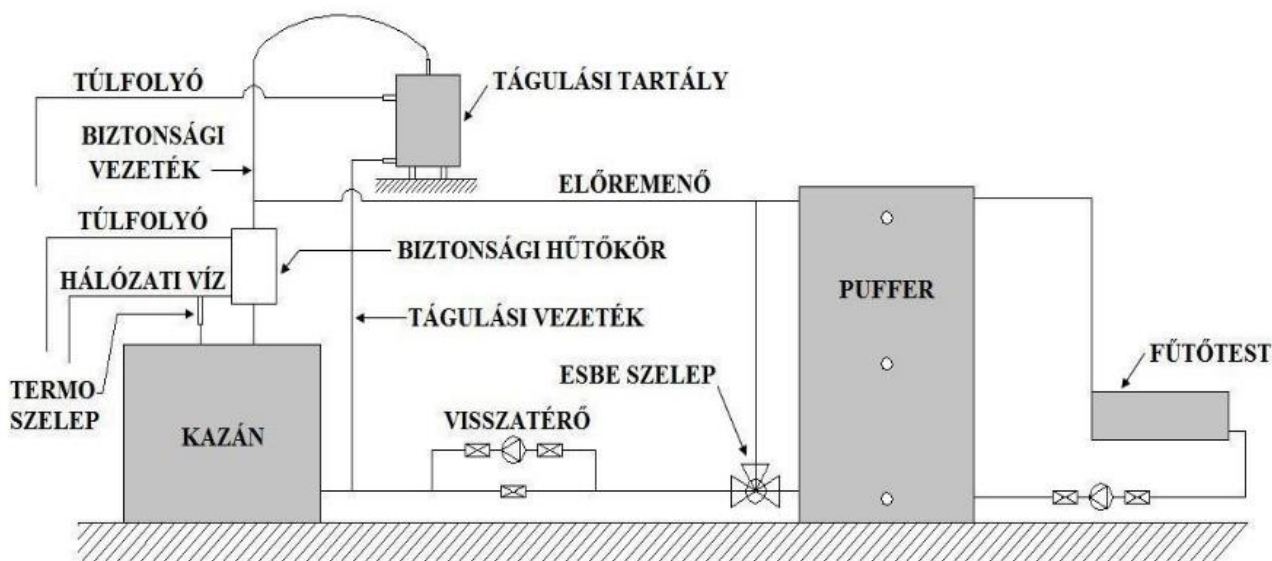 TÚLFOLYÓ
TÁGULÁSI TARTÁLY
BIZTONSÁGI
VEZETÉK
ELŐREMENŐ
TÚLFOLYÓ
BIZTONSÁGI HŰTŐKÖR
HÁLÓZATI VÍZ
PUFFER
TÁGULÁSI VEZETÉK
FŰTŐTEST
ESBE SZELEP
TERMO
SZELEP
VISSZATÉRŐ
KAZÁN